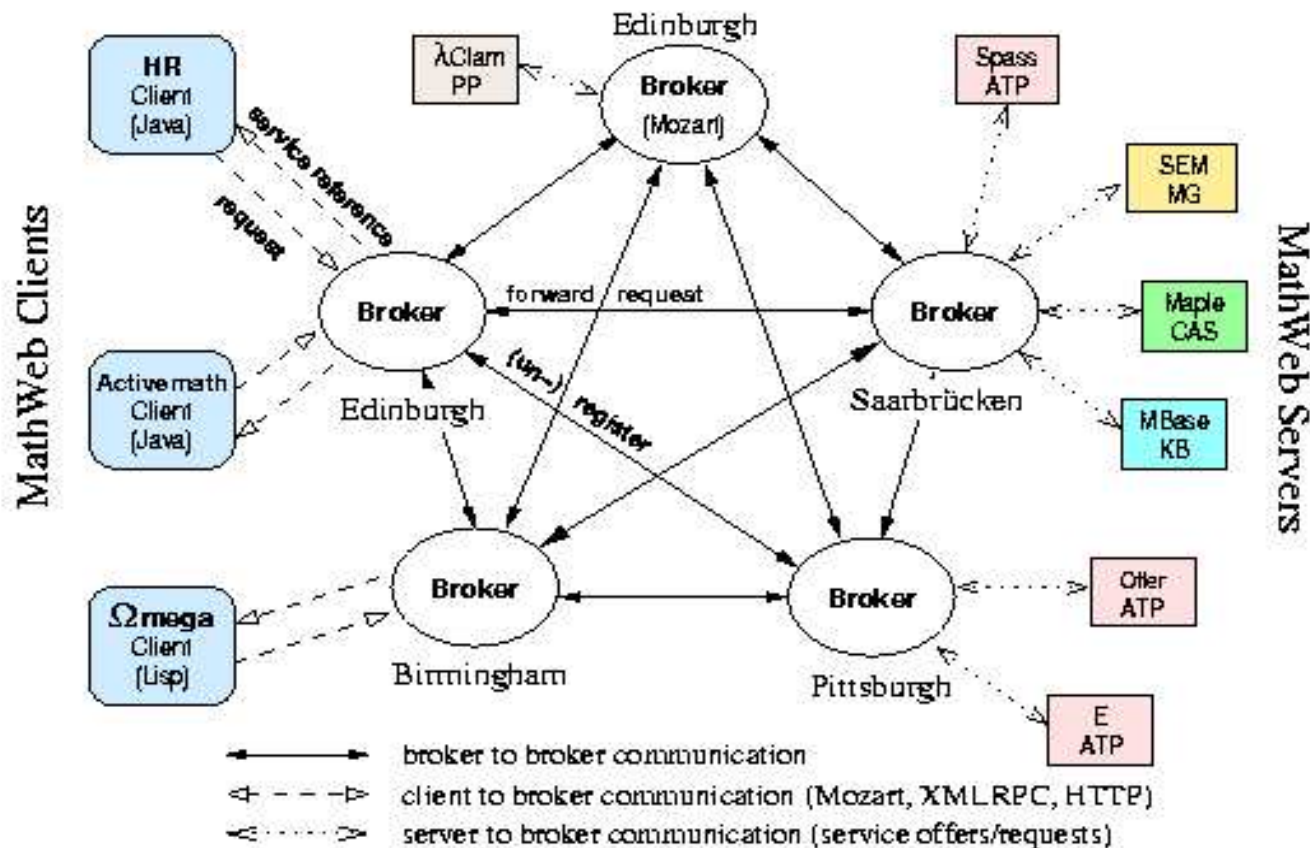 Edinburgh
HR
Client
(Java)
λClam
PP
Broker
(Mozart)
Spass
ATP
service reference
request
SEM
MG
MathWeb Clients
MathWeb Servers
Broker
forward request
Broker
Maple
CAS
Activemath
Client
(Java)
Edinburgh
(un-) register
Saarbrücken
MBase
KB
Broker
Broker
Otter
ATP
Ωmega
Client
(Lisp)
Birmingham
Pittsburgh
E
ATP
broker to broker communication
client to broker communication (Mozart, XMLRPC, HTTP)
server to broker communication (service offers/requests)